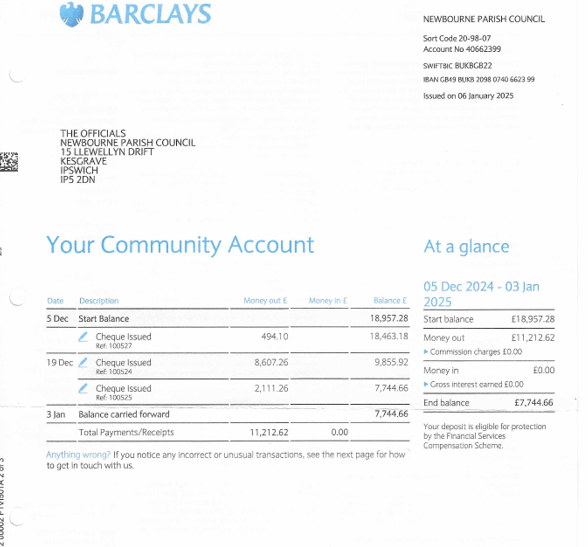 BARCLAYS
NEWBOURNE PARISH COUNCIL
Sort Code 20-98-07
Account No 40662399
SWIFTBIC BUKBGB22
IBAN GB49 BUKB 2098 0740 6623 99
Issued on 06 January 2025
THE OFFICIALS
NEWBOURNE PARISH COUNCIL
15 LLEWELLYN DRIFT
KESGRAVE
IPSWICH
IP5 2DN
Your Community Account
Date Description Money out £ Money in £ Balance £
5 Dec Start Balance 18,957.28
Cheque Issued 494.10 18,463.18
Ref: 100527
19 Dec Cheque Issued 8,607.26 9,855.92
Ref: 100524
Cheque Issued 2,111.26 7,744.66
Ref: 100525
3 Jan Balance carried forward 7,744.66
Total Payments/Receipts 11,212.62 0.00
Anything wrong? If you notice any incorrect or unusual transactions, see the next page for how
to get in touch with us.
At a glance
05 Dec 2024 - 03 Jan
2025
Start balance £18,957.28
Money out £11,212.62
Commission charges £0.00
Money in £0.00
Gross interest earned £0.00
End balance £7,744.66
Your deposit is eligible for protection
by the Financial Services
Compensation Scheme.